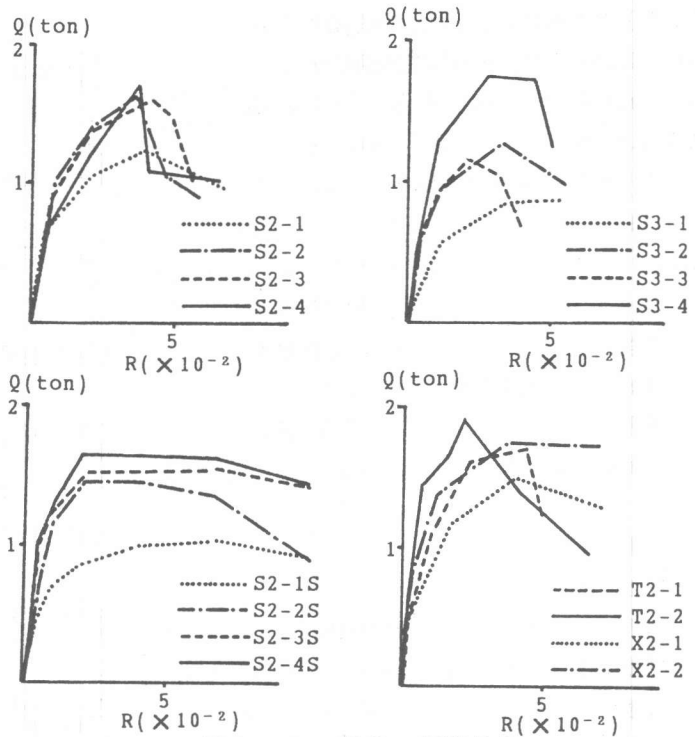 Q(ton)
2
1
S2-1
S2-2
S2-3
S2-4
5
R(×10⁻²)
Q(ton)
2
1
S3-1
S3-2
S3-3
S3-4
5
R(×10⁻²)
Q(ton)
2
1
S2-1S
S2-2S
S2-3S
S2-4S
5
R(×10⁻²)
Q(ton)
2
1
T2-1
T2-2
X2-1
X2-2
5
R(×10⁻²)